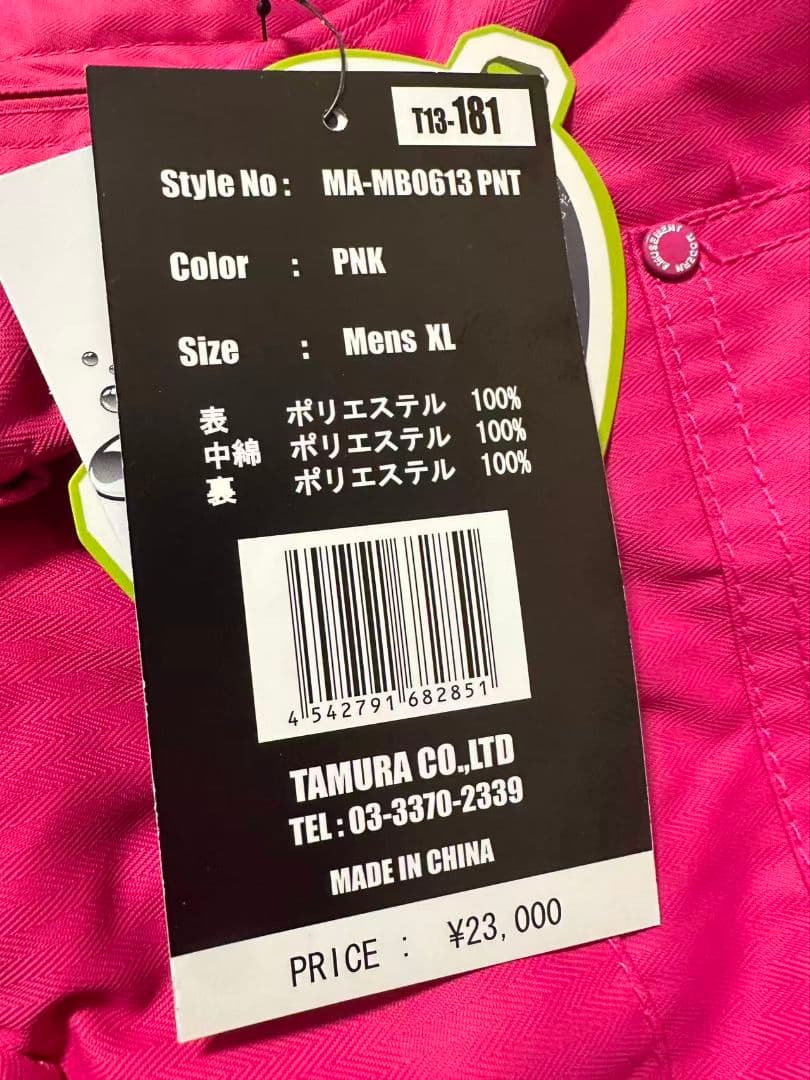 T13-181
Style No : MA-MB0613 PNT
Color : PNK
Size : Mens XL
表 ポリエステル 100%
中綿 ポリエステル 100%
裏 ポリエステル 100%
4 542791 682851
TAMURA CO.,LTD
TEL : 03-3370-2339
MADE IN CHINA
PRICE : ¥23,000
MODERN AMUSEMENT